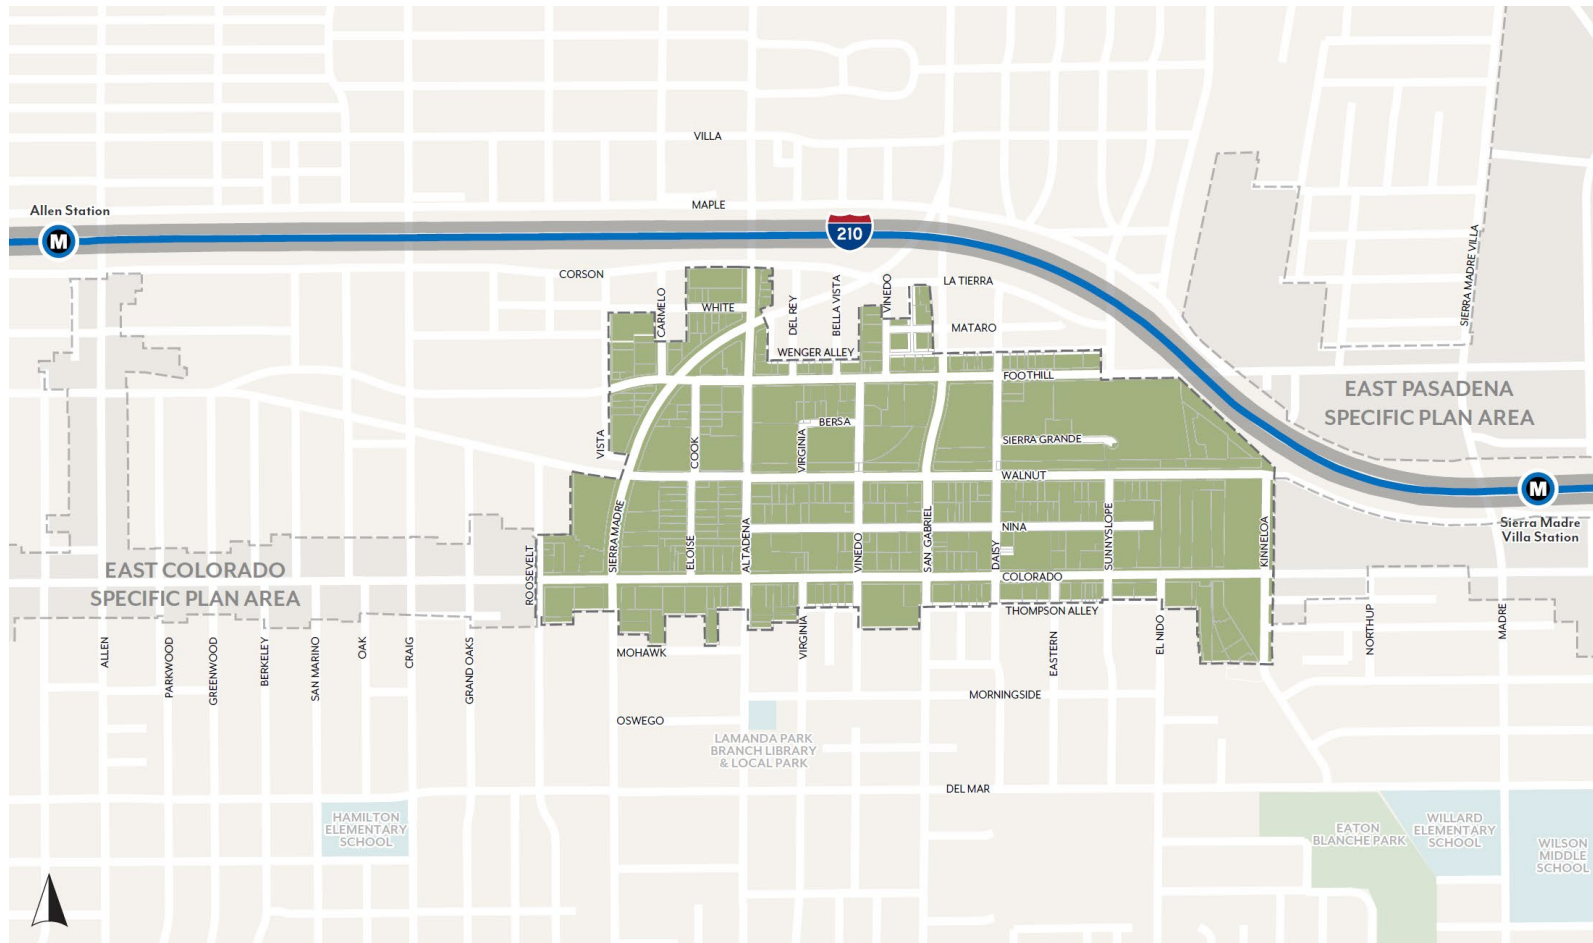 VILLA
MAPLE
Allen Station
M
210
CORSON
CARMELO
WHITE
DEL REY
BELLA VISTA
VINEDO
LA TIERRA
MATARO
SIERRA MADRE VILLA
WENGER ALLEY
FOOTHILL
EAST PASADENA
SPECIFIC PLAN AREA
VISTA
COOK
VIRGINIA
BERSA
SIERRA GRANDE
WALNUT
M
Sierra Madre
Villa Station
SIERRA MADRE
ELOISE
ALTADENA
VINEDO
SAN GABRIEL
NINA
DAISY
SUNNYSLOPE
KINNELOA
ROOSEVELT
EAST COLORADO
SPECIFIC PLAN AREA
COLORADO
THOMPSON ALLEY
ALLEN
PARKWOOD
GREENWOOD
BERKELEY
SAN MARINO
OAK
CRAIG
GRAND OAKS
MOHAWK
VIRGINIA
EASTERN
EL NIDO
NORTHUP
MADRE
MORNINGSIDE
OSWEGO
LAMANDA PARK
BRANCH LIBRARY
& LOCAL PARK
DEL MAR
HAMILTON
ELEMENTARY
SCHOOL
EATON
BLANCHE PARK
WILLARD
ELEMENTARY
SCHOOL
WILSON
MIDDLE
SCHOOL